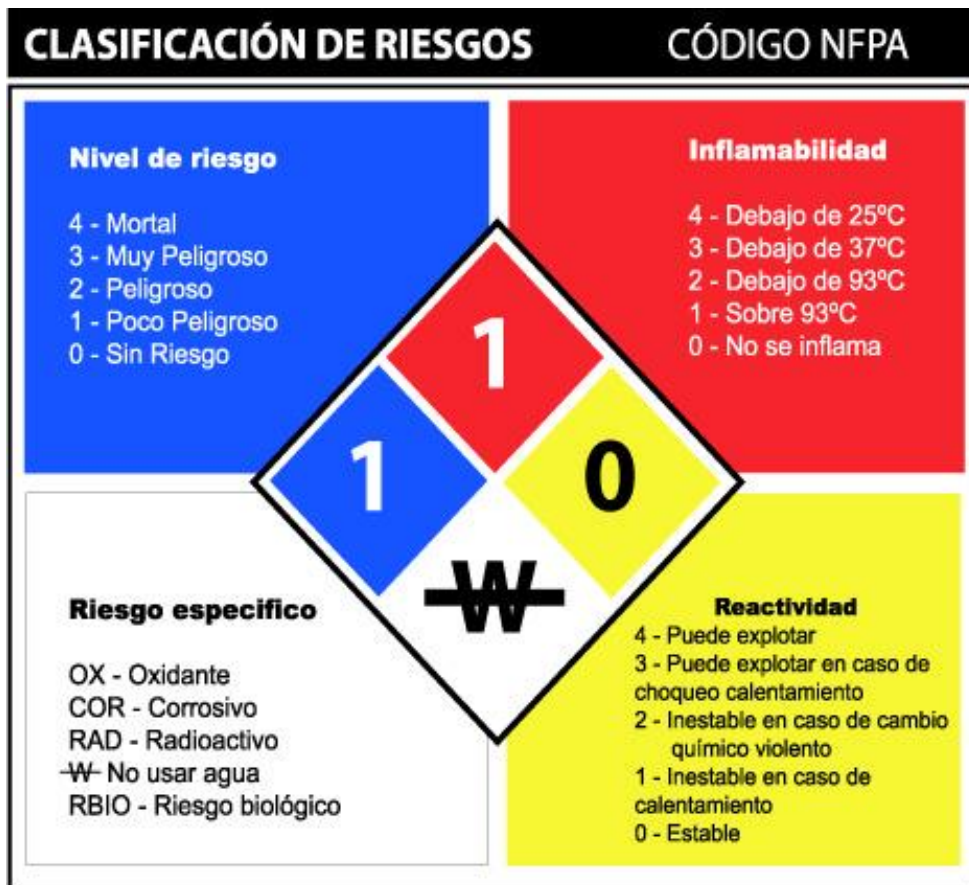 CLASIFICACIÓN DE RIESGOS CÓDIGO NFPA
Nivel de riesgo
4 - Mortal
3 - Muy Peligroso
2 - Peligroso
1 - Poco Peligroso
0 - Sin Riesgo
Inflamabilidad
4 - Debajo de 25ºC
3 - Debajo de 37ºC
2 - Debajo de 93ºC
1 - Sobre 93ºC
0 - No se inflama
1
1
0
W
Riesgo especifico
OX - Oxidante
COR - Corrosivo
RAD - Radioactivo
W No usar agua
RBIO - Riesgo biológico
Reactividad
4 - Puede explotar
3 - Puede explotar en caso de
choqueo calentamiento
2 - Inestable en caso de cambio
químico violento
1 - Inestable en caso de
calentamiento
0 - Estable